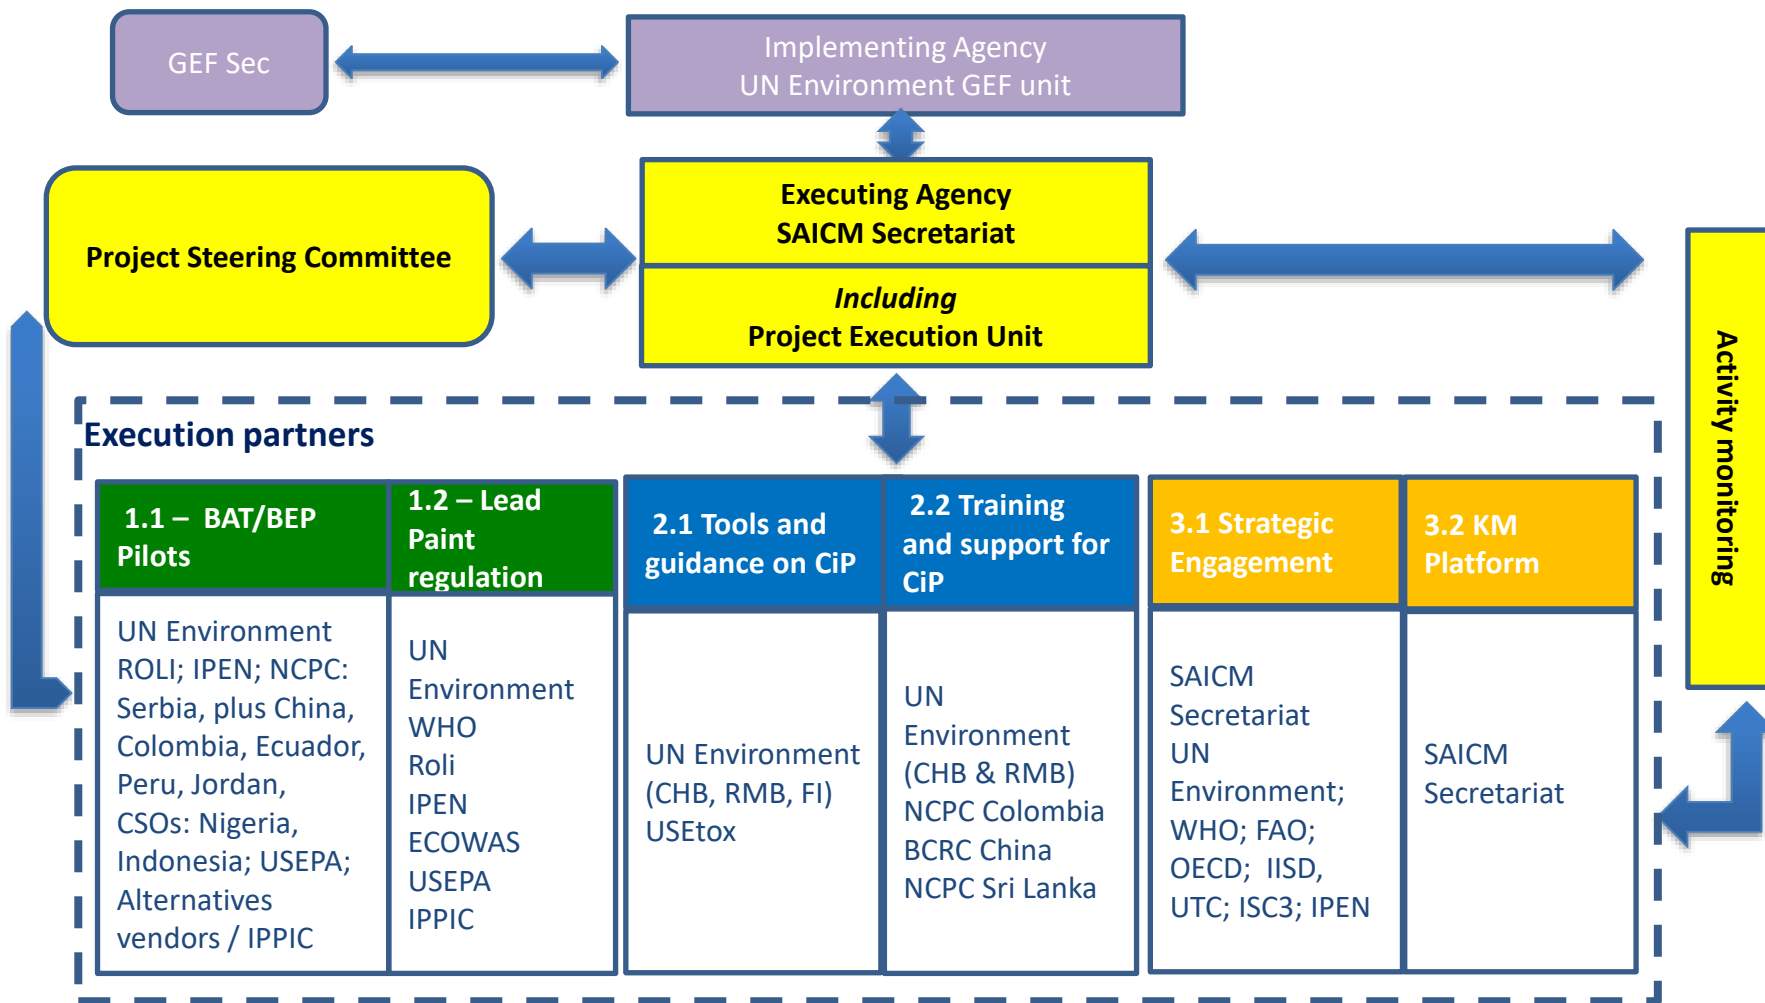 GEF Sec
Implementing Agency
UN Environment GEF unit
Project Steering Committee
Executing Agency
SAICM Secretariat
Including
Project Execution Unit
Activity monitoring
Execution partners
1.1 – BAT/BEP
Pilots
1.2 – Lead
Paint
regulation
2.1 Tools and
guidance on CiP
2.2 Training
and support for
CiP
3.1 Strategic
Engagement
3.2 KM
Platform
UN Environment
ROLI; IPEN; NCPC:
Serbia, plus China,
Colombia, Ecuador,
Peru, Jordan,
CSOs: Nigeria,
Indonesia; USEPA;
Alternatives
vendors / IPPIC
UN
Environment
WHO
Roli
IPEN
ECOWAS
USEPA
IPPIC
UN Environment
(CHB, RMB, FI)
USEtox
UN
Environment
(CHB & RMB)
NCPC Colombia
BCRC China
NCPC Sri Lanka
SAICM
Secretariat
UN
Environment;
WHO; FAO;
OECD; IISD,
UTC; ISC3; IPEN
SAICM
Secretariat